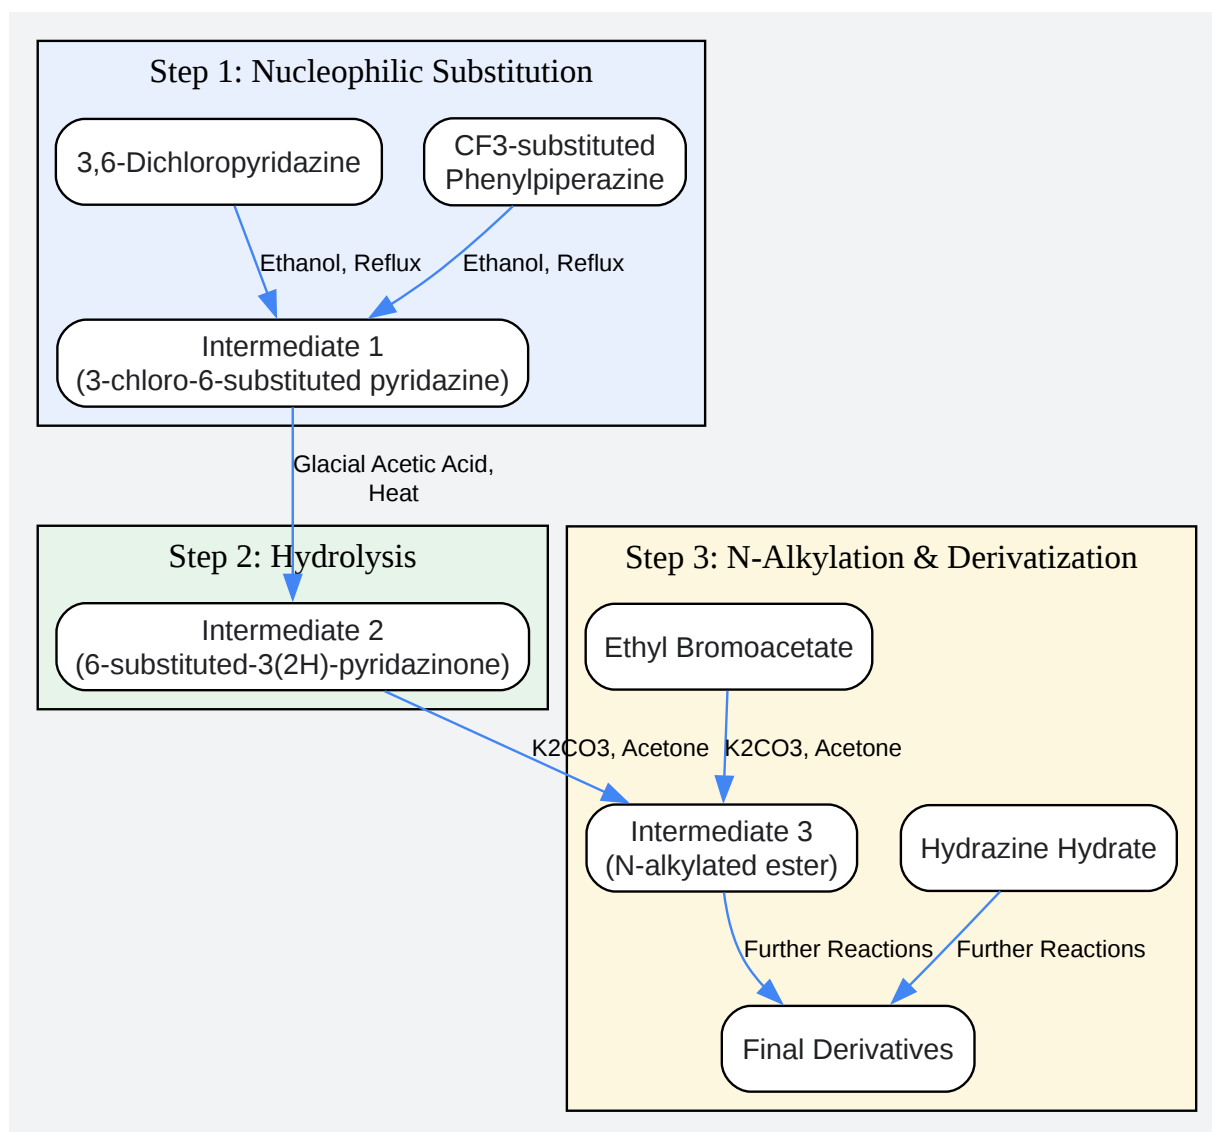 Step 1: Nucleophilic Substitution
3,6-Dichloropyridazine
CF3-substituted
Phenylpiperazine
Ethanol, Reflux
Ethanol, Reflux
Intermediate 1
(3-chloro-6-substituted pyridazine)
Glacial Acetic Acid,
Heat
Step 2: Hydrolysis
Intermediate 2
(6-substituted-3(2H)-pyridazinone)
Step 3: N-Alkylation & Derivatization
Ethyl Bromoacetate
K2CO3, Acetone
K2CO3, Acetone
Intermediate 3
(N-alkylated ester)
Hydrazine Hydrate
Further Reactions
Further Reactions
Final Derivatives